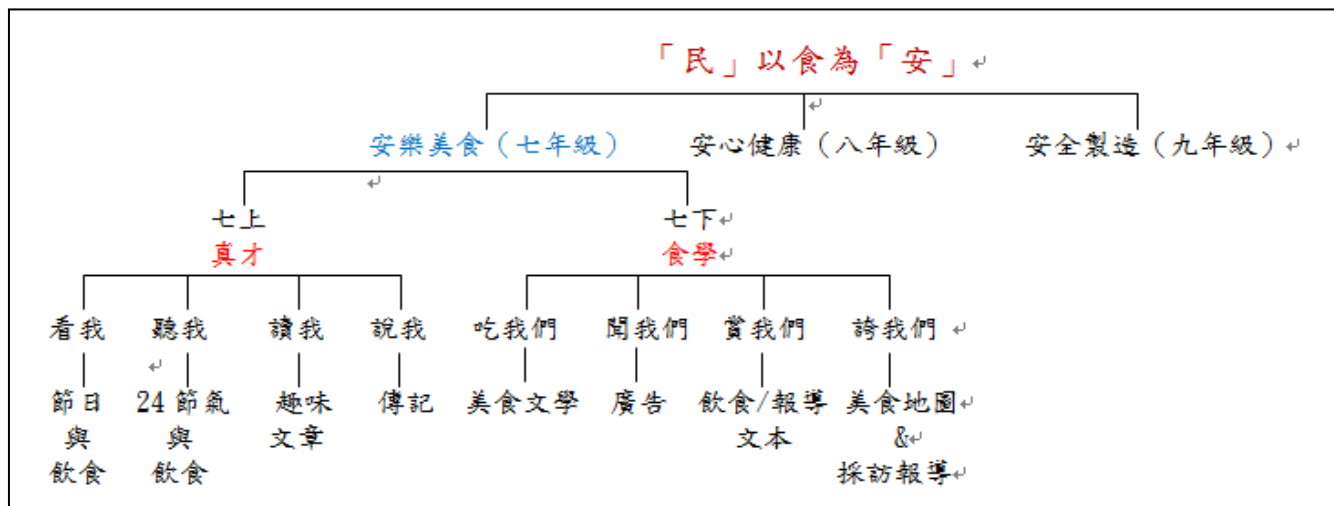 「民」以食為「安」
安樂美食（七年級） 安心健康（八年級） 安全製造（九年級）
七上 七下
真才 食學
看我 聽我 讀我 說我 吃我們 聞我們 賞我們 誇我們
節日 24節氣 趣味 傳記 美食文學 廣告 飲食/報導 美食地圖
與 與 文章 文本 &
飲食 飲食 採訪報導